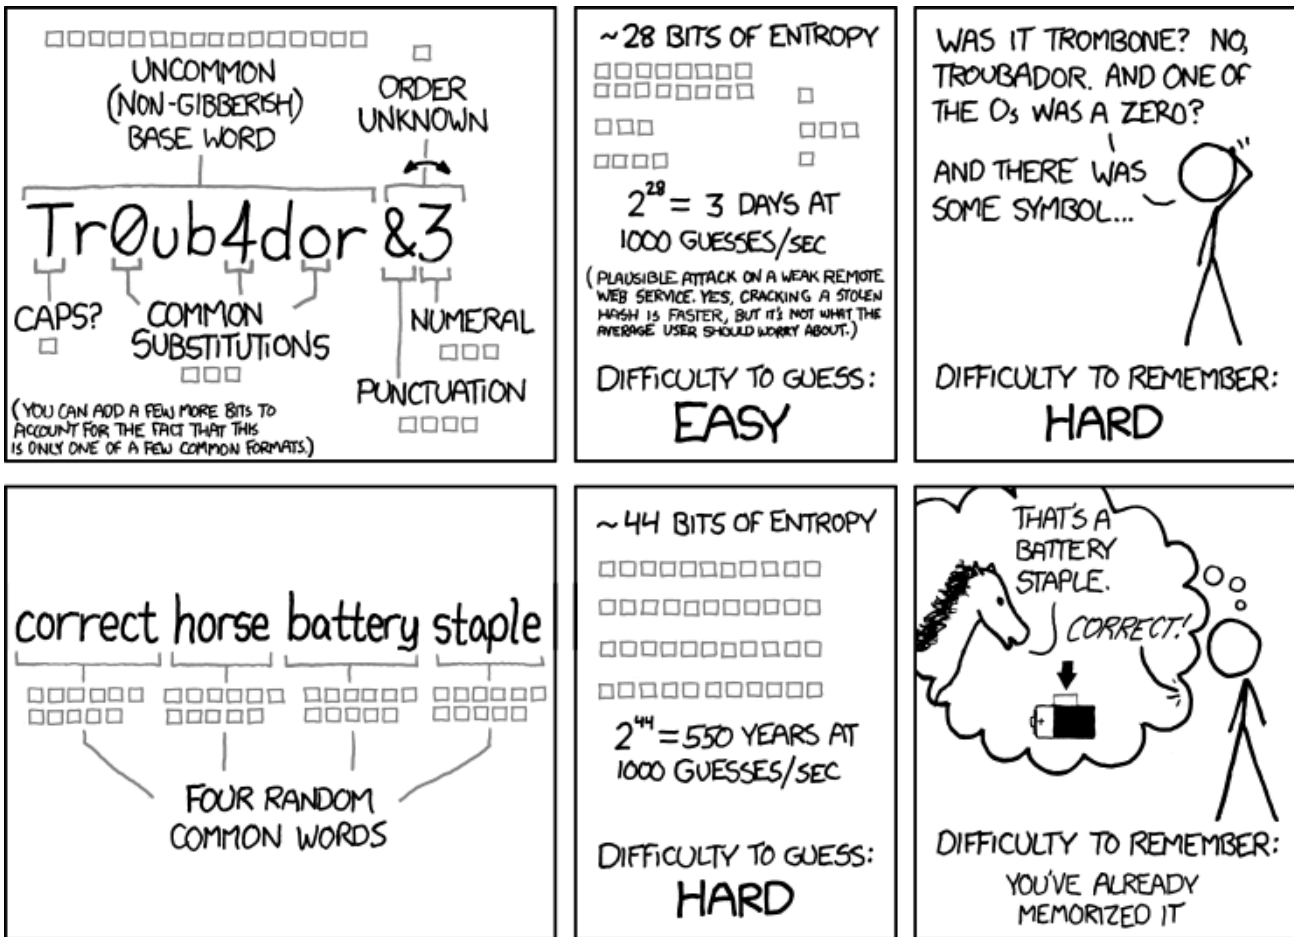 UNCOMMON
(NON-GIBBERISH)
BASE WORD
ORDER
UNKNOWN
Tr0ub4dor &3
CAPS?
COMMON
SUBSTITUTIONS
NUMERAL
PUNCTUATION
(YOU CAN ADD A FEW MORE BITS TO
ACCOUNT FOR THE FACT THAT THIS
IS ONLY ONE OF A FEW COMMON FORMATS.)
~28 BITS OF ENTROPY
2^28 = 3 DAYS AT
1000 GUESSES/SEC
(PLAUSIBLE ATTACK ON A WEAK REMOTE
WEB SERVICE. YES, CRACKING A STOLEN
HASH IS FASTER, BUT IT'S NOT WHAT THE
AVERAGE USER SHOULD WORRY ABOUT.)
DIFFICULTY TO GUESS:
EASY
WAS IT TROMBONE? NO,
TROUBADOR. AND ONE OF
THE Os WAS A ZERO?
AND THERE WAS
SOME SYMBOL...
DIFFICULTY TO REMEMBER:
HARD
correct horse battery staple
FOUR RANDOM
COMMON WORDS
~44 BITS OF ENTROPY
2^44 = 550 YEARS AT
1000 GUESSES/SEC
DIFFICULTY TO GUESS:
HARD
THAT'S A
BATTERY
STAPLE.
CORRECT!
+
DIFFICULTY TO REMEMBER:
YOU'VE ALREADY
MEMORIZED IT